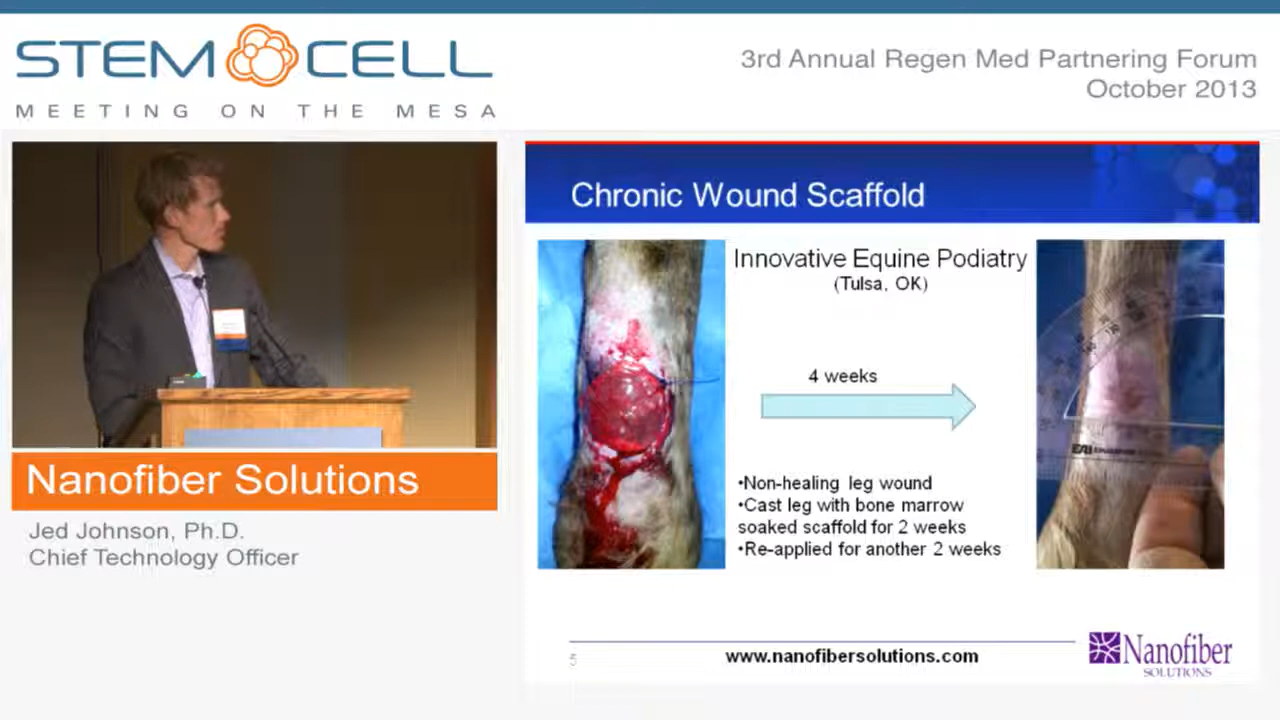 STEM CELL
MEETING ON THE MESA
3rd Annual Regen Med Partnering Forum
October 2013
Chronic Wound Scaffold
Innovative Equine Podiatry
(Tulsa, OK)
4 weeks
•Non-healing leg wound
•Cast leg with bone marrow
soaked scaffold for 2 weeks
•Re-applied for another 2 weeks
Nanofiber Solutions
Jed Johnson, Ph.D.
Chief Technology Officer
5
www.nanofibersolutions.com
Nanofiber
SOLUTIONS